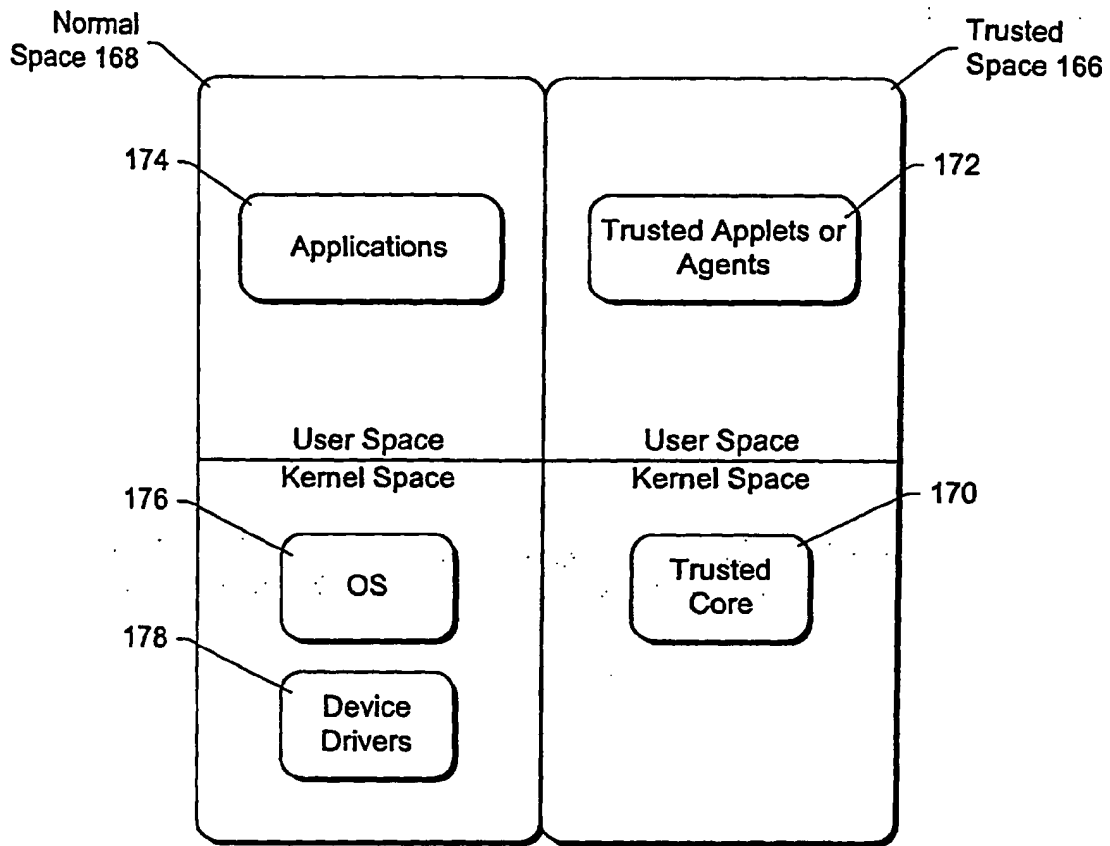 Normal
Space 168
Trusted
Space 166
174
172
Applications
Trusted Applets or
Agents
User Space
User Space
Kernel Space
Kernel Space
176
170
OS
Trusted
Core
178
Device
Drivers